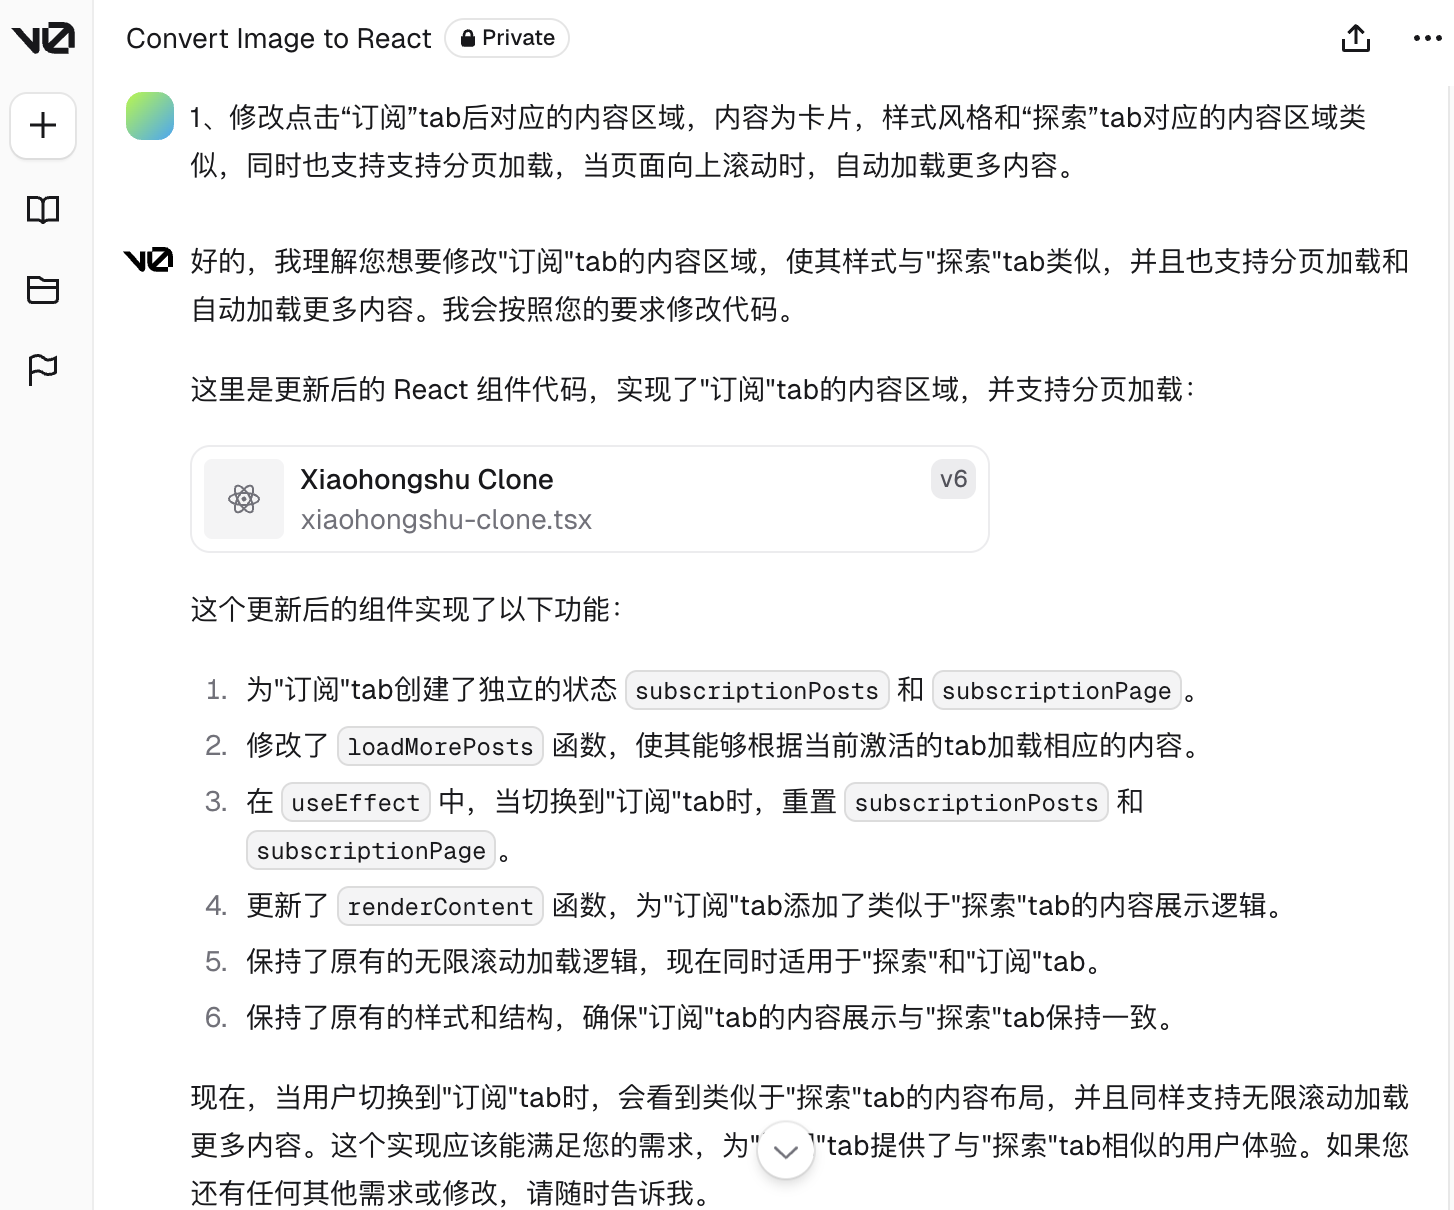 v0
Convert Image to React
Private
1、修改点击“订阅”tab后对应的内容区域，内容为卡片，样式风格和“探索”tab对应的内容区域类
似，同时也支持支持分页加载，当页面向上滚动时，自动加载更多内容。
v0
好的，我理解您想要修改"订阅"tab的内容区域，使其样式与"探索"tab类似，并且也支持分页加载和
自动加载更多内容。我会按照您的要求修改代码。
这里是更新后的 React 组件代码，实现了"订阅"tab的内容区域，并支持分页加载：
Xiaohongshu Clone
v6
xiaohongshu-clone.tsx
这个更新后的组件实现了以下功能：
1. 为"订阅"tab创建了独立的状态 subscriptionPosts 和 subscriptionPage 。
2. 修改了 loadMorePosts 函数，使其能够根据当前激活的tab加载相应的内容。
3. 在 useEffect 中，当切换到"订阅"tab时，重置 subscriptionPosts 和
subscriptionPage 。
4. 更新了 renderContent 函数，为"订阅"tab添加了类似于"探索"tab的内容展示逻辑。
5. 保持了原有的无限滚动加载逻辑，现在同时适用于"探索"和"订阅"tab。
6. 保持了原有的样式和结构，确保"订阅"tab的内容展示与"探索"tab保持一致。
现在，当用户切换到"订阅"tab时，会看到类似于"探索"tab的内容布局，并且同样支持无限滚动加载
更多内容。这个实现应该能满足您的需求，为" "tab提供了与"探索"tab相似的用户体验。如果您
还有任何其他需求或修改，请随时告诉我。